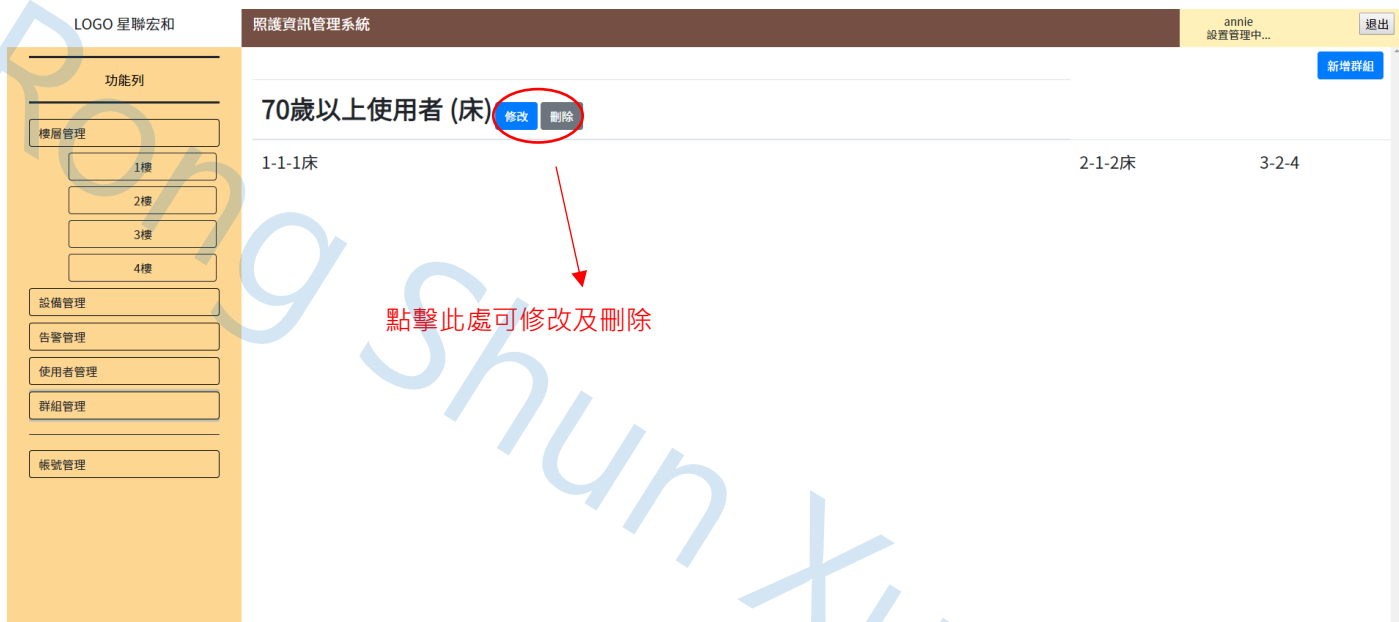 LOGO 星聯宏和
照護資訊管理系統
annie
設置管理中...
退出
功能列
新增群組
70歲以上使用者 (床)
修改
刪除
樓層管理
1-1-1床
2-1-2床
3-2-4
1樓
2樓
3樓
4樓
設備管理
點擊此處可修改及刪除
告警管理
使用者管理
群組管理
帳號管理
Rong Shun